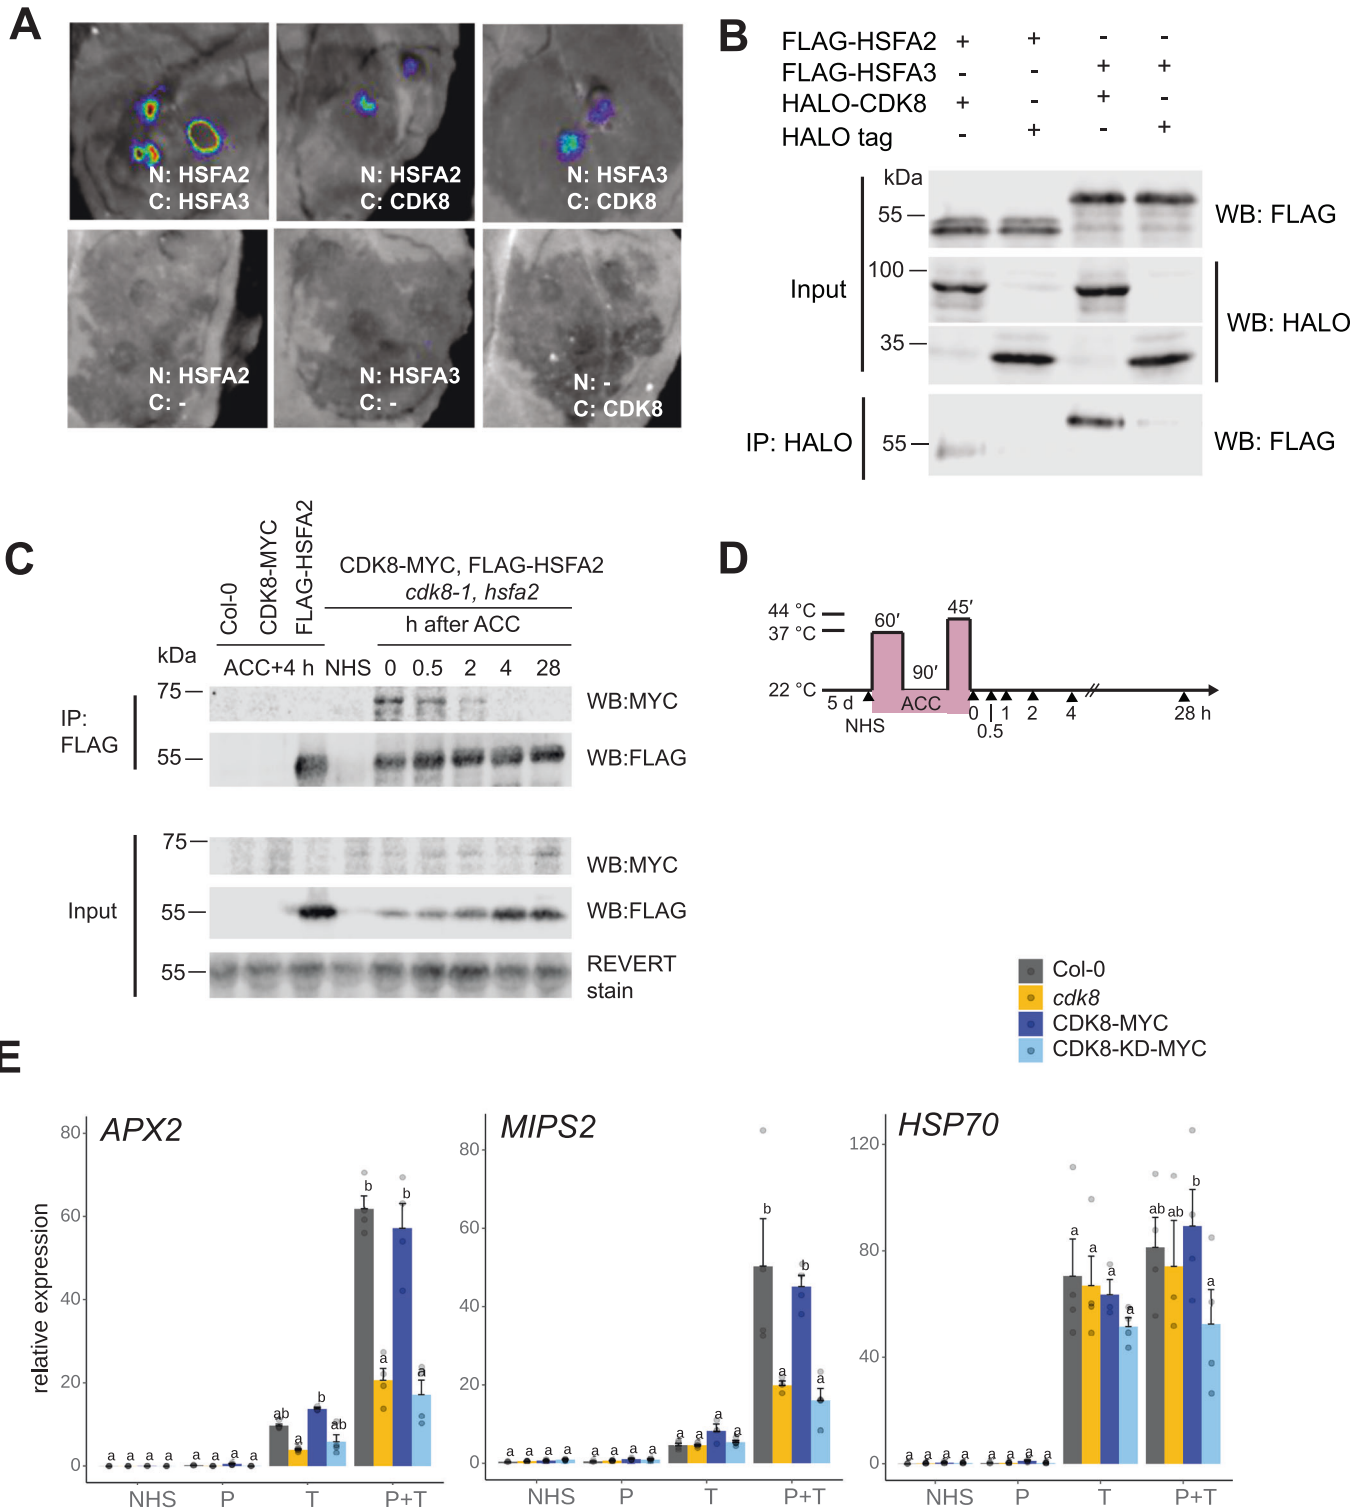 A
N: HSFA2
C: HSFA3
N: HSFA2
C: CDK8
N: HSFA3
C: CDK8
N: HSFA2
C: -
N: HSFA3
C: -
N: -
C: CDK8
B
FLAG-HSFA2 + + - -
FLAG-HSFA3 - - + +
HALO-CDK8 + - + -
HALO tag - + - +
kDa
55
WB: FLAG
Input
100
35
WB: HALO
IP: HALO
55
WB: FLAG
C
Col-0
CDK8-MYC
FLAG-HSFA2
CDK8-MYC, FLAG-HSFA2
cdk8-1, hsfa2
h after ACC
kDa
ACC+4 h NHS 0 0.5 2 4 28
IP:
FLAG
75
WB:MYC
55
WB:FLAG
Input
75
WB:MYC
55
WB:FLAG
55
REVERT
stain
D
44 °C
37 °C
22 °C
60′
90′
45′
ACC
5 d
NHS
0
0.5
1
2
4
28 h
E
Col-0
cdk8
CDK8-MYC
CDK8-KD-MYC
relative expression
APX2
80
60
40
20
0
a a a a
a a a a
ab a b ab
b a b a
NHS P T P+T
MIPS2
80
60
40
20
0
a a a a
a a a a
a a a a
b a b a
NHS P T P+T
HSP70
120
80
40
0
a a a a
a a a a
a a a a
ab ab b a
NHS P T P+T